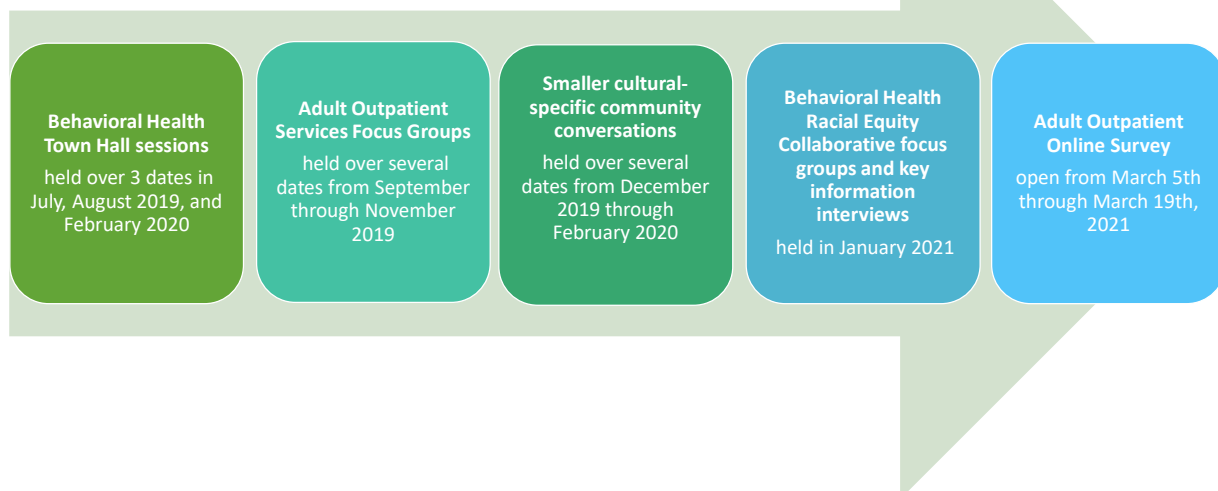 Behavioral Health
Town Hall sessions
held over 3 dates in
July, August 2019, and
February 2020
Adult Outpatient
Services Focus Groups
held over several
dates from September
through November
2019
Smaller cultural-
specific community
conversations
held over several
dates from December
2019 through
February 2020
Behavioral Health
Racial Equity
Collaborative focus
groups and key
information
interviews
held in January 2021
Adult Outpatient
Online Survey
open from March 5th
through March 19th,
2021